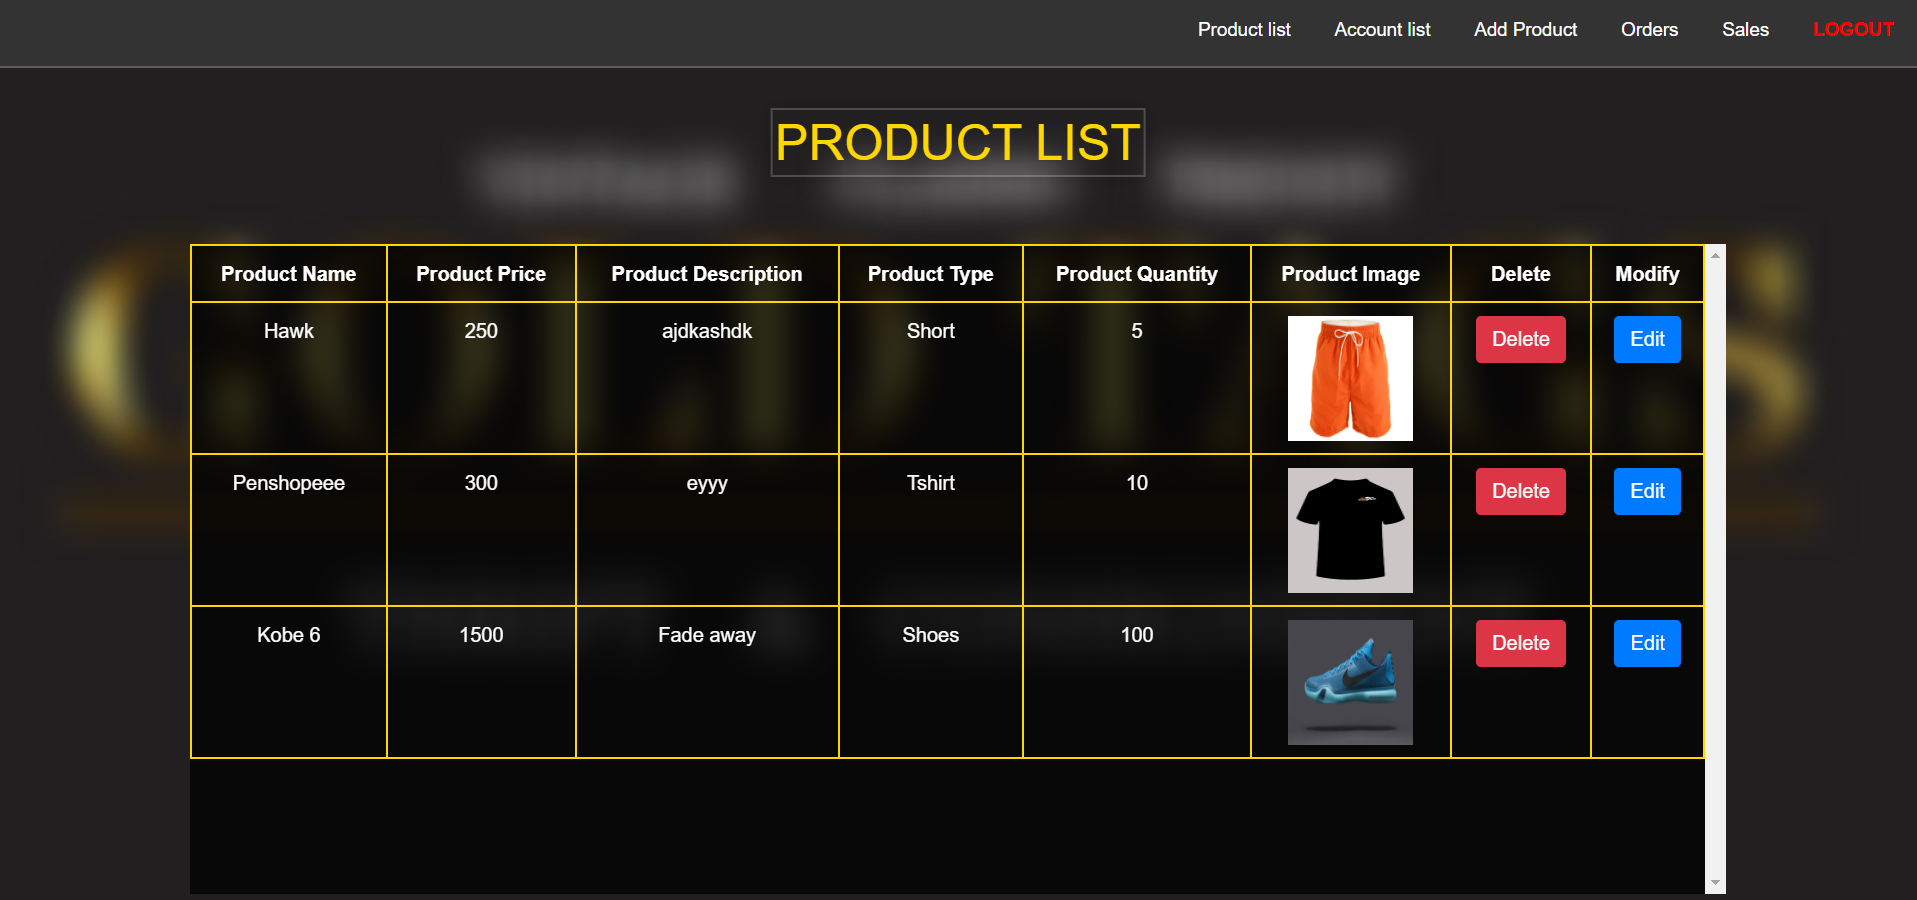 Product list Account list Add Product Orders Sales LOGOUT
PRODUCT LIST
Product Name Product Price Product Description Product Type Product Quantity Product Image Delete Modify
Hawk 250 ajdkashdk Short 5 Delete Edit
Penshopeee 300 eyyy Tshirt 10 Delete Edit
Kobe 6 1500 Fade away Shoes 100 Delete Edit